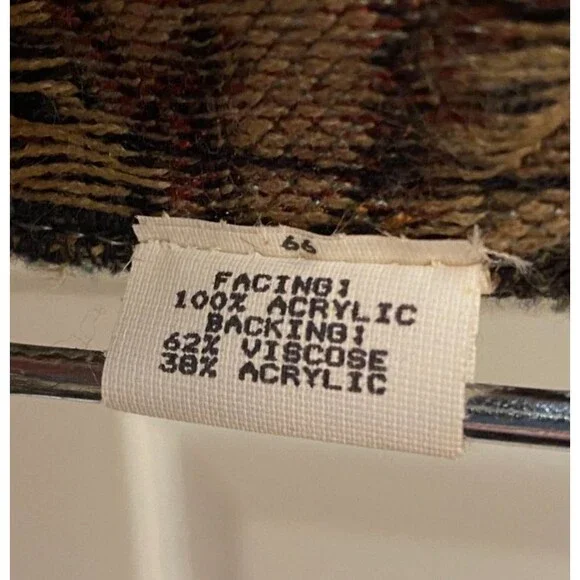 66
FACING:
100% ACRYLIC
BACKING:
62% VISCOSE
38% ACRYLIC